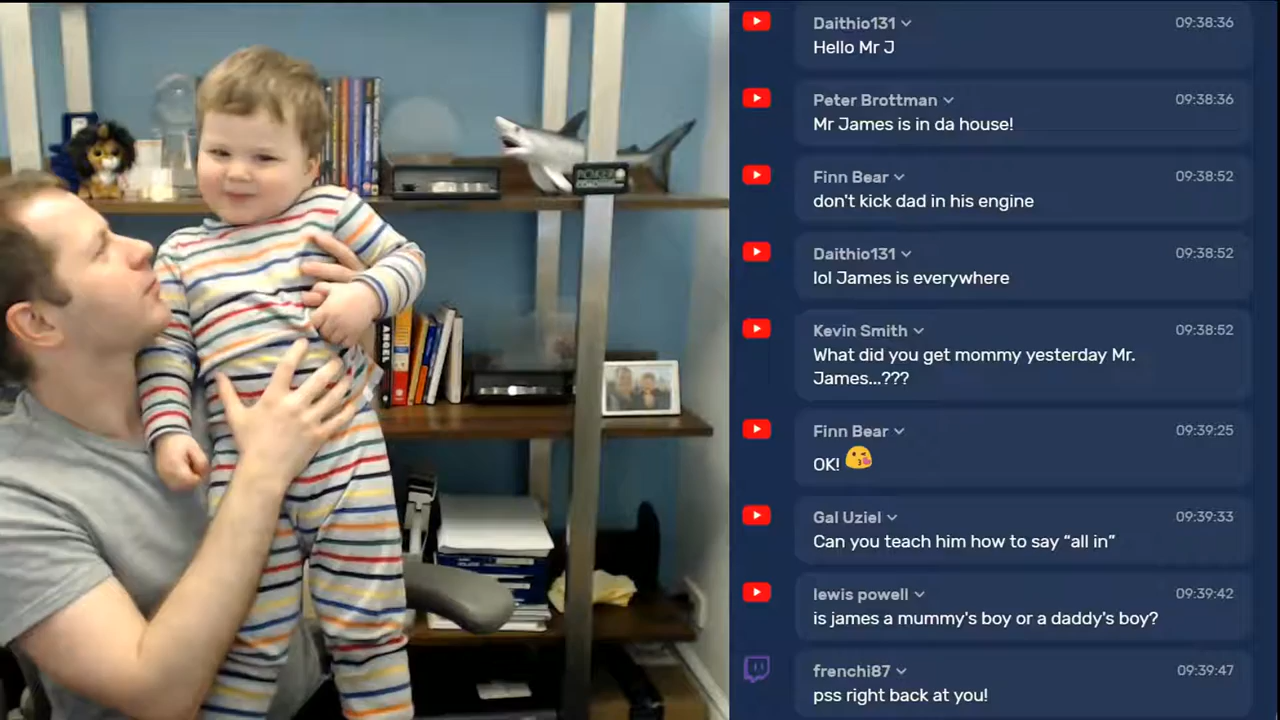 POKER
COACHING
ANGEL
Daithio131
09:38:36
Hello Mr J
Peter Brottman
09:38:36
Mr James is in da house!
Finn Bear
09:38:52
don't kick dad in his engine
Daithio131
09:38:52
lol James is everywhere
Kevin Smith
09:38:52
What did you get mommy yesterday Mr.
James...???
Finn Bear
09:39:25
OK! 😘
Gal Uziel
09:39:33
Can you teach him how to say “all in”
lewis powell
09:39:42
is james a mummy's boy or a daddy's boy?
frenchi87
09:39:47
pss right back at you!